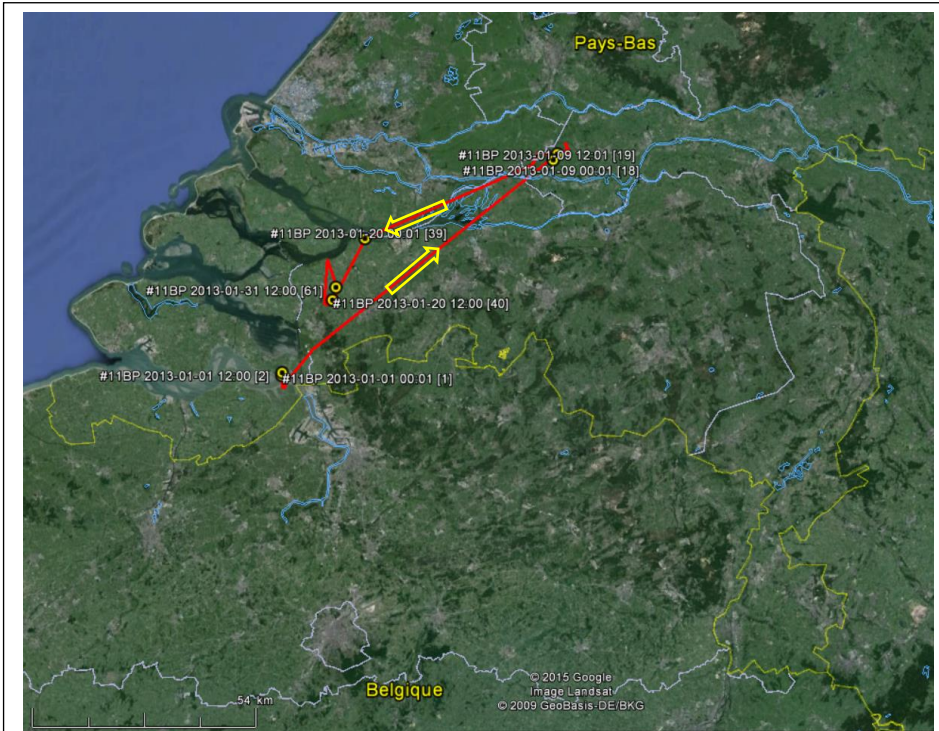 Pays-Bas
#11BP 2013-01-09 12:01 [19]
#11BP 2013-01-09 00:01 [18]
#11BP 2013-01-20 00:01 [39]
#11BP 2013-01-31 12:00 [61]
#11BP 2013-01-20 12:00 [40]
#11BP 2013-01-01 12:00 [2]
#11BP 2013-01-01 00:01 [1]
© 2015 Google
Image Landsat
© 2009 GeoBasis-DE/BKG
Belgique
54 km